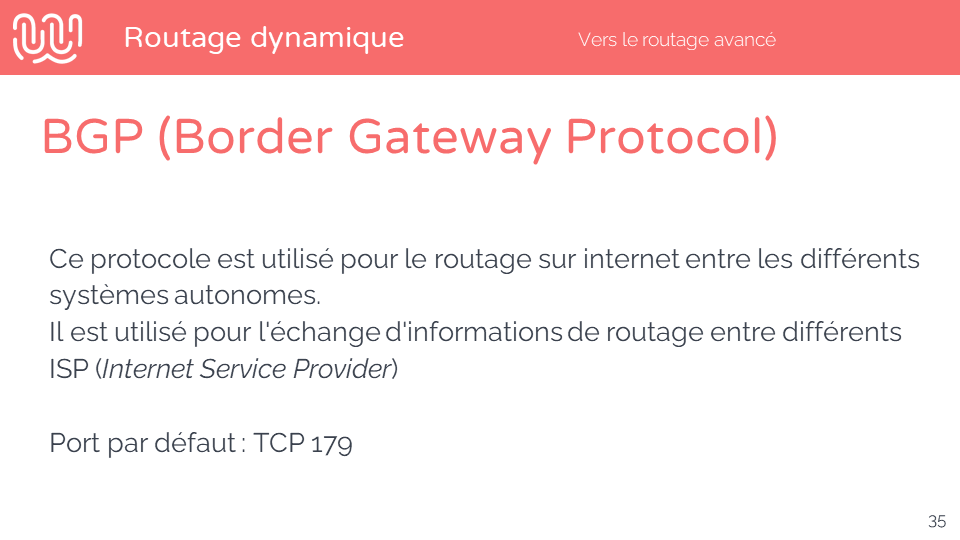 Routage dynamique
Vers le routage avancé
BGP (Border Gateway Protocol)
Ce protocole est utilisé pour le routage sur internet entre les différents
systèmes autonomes.
Il est utilisé pour l'échange d'informations de routage entre différents
ISP (Internet Service Provider)
Port par défaut : TCP 179
35